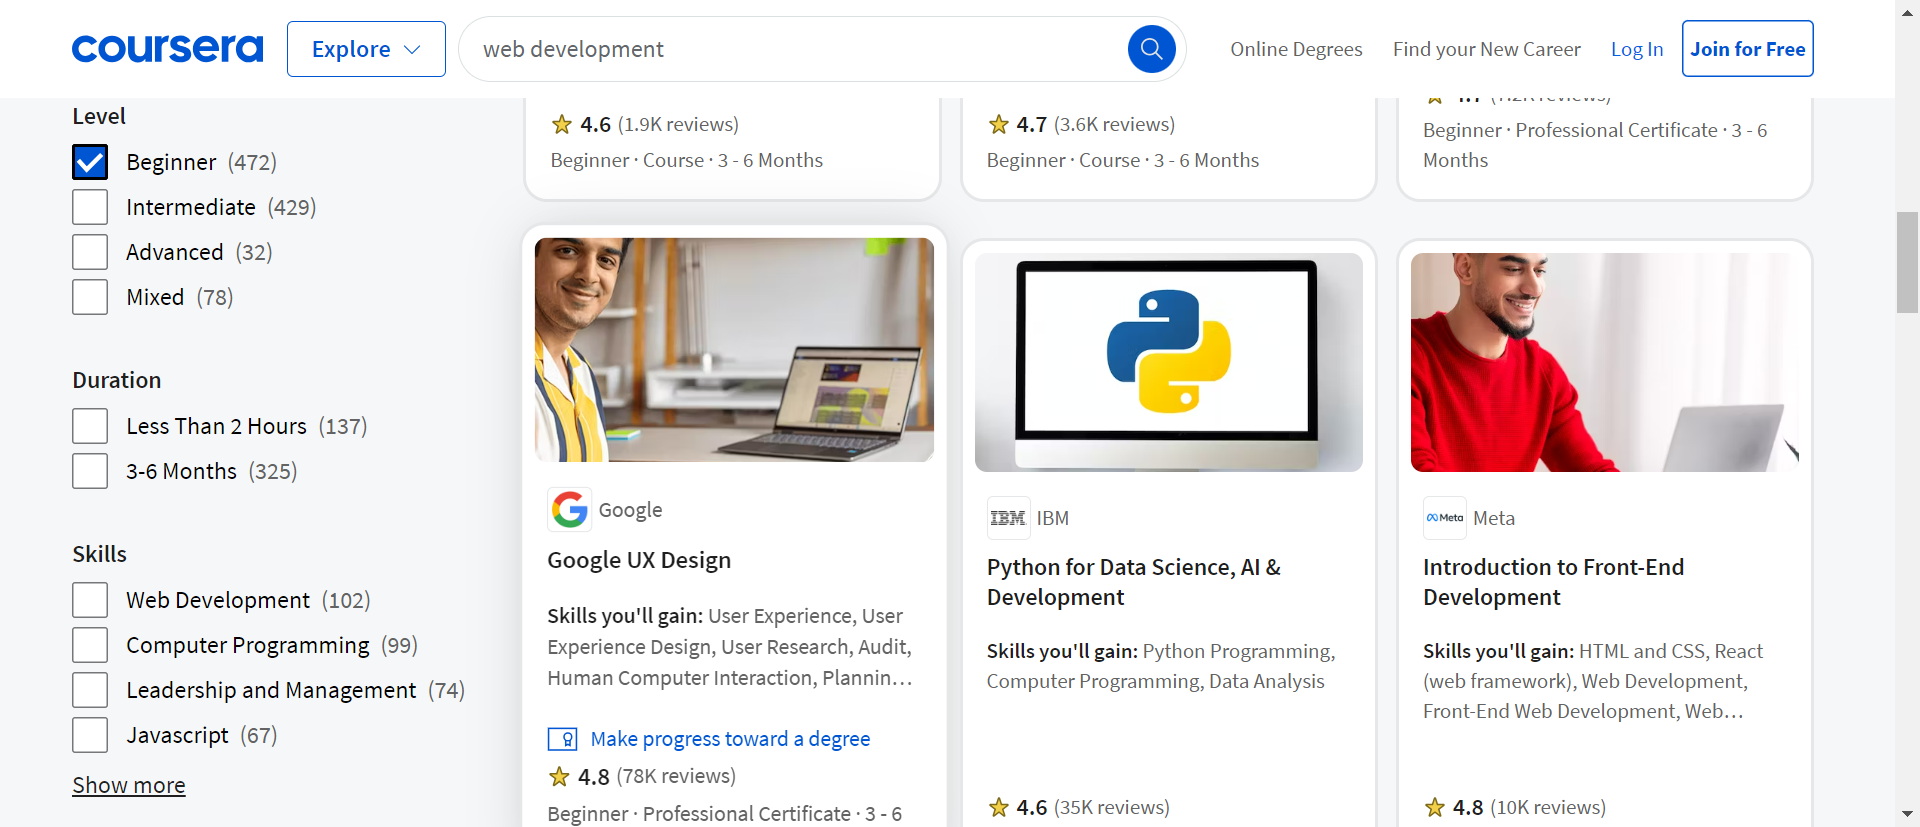 coursera
Explore
web development
Online Degrees
Find your New Career
Log In
Join for Free
Level
Beginner (472)
Intermediate (429)
Advanced (32)
Mixed (78)
Duration
Less Than 2 Hours (137)
3-6 Months (325)
Skills
Web Development (102)
Computer Programming (99)
Leadership and Management (74)
Javascript (67)
Show more
4.6 (1.9K reviews)
Beginner · Course · 3 - 6 Months
4.7 (3.6K reviews)
Beginner · Course · 3 - 6 Months
Beginner · Professional Certificate · 3 - 6
Months
Google
Google UX Design
Skills you'll gain: User Experience, User
Experience Design, User Research, Audit,
Human Computer Interaction, Plannin...
Make progress toward a degree
4.8 (78K reviews)
Beginner · Professional Certificate · 3 - 6
IBM IBM
Python for Data Science, AI &
Development
Skills you'll gain: Python Programming,
Computer Programming, Data Analysis
4.6 (35K reviews)
Meta Meta
Introduction to Front-End
Development
Skills you'll gain: HTML and CSS, React
(web framework), Web Development,
Front-End Web Development, Web...
4.8 (10K reviews)